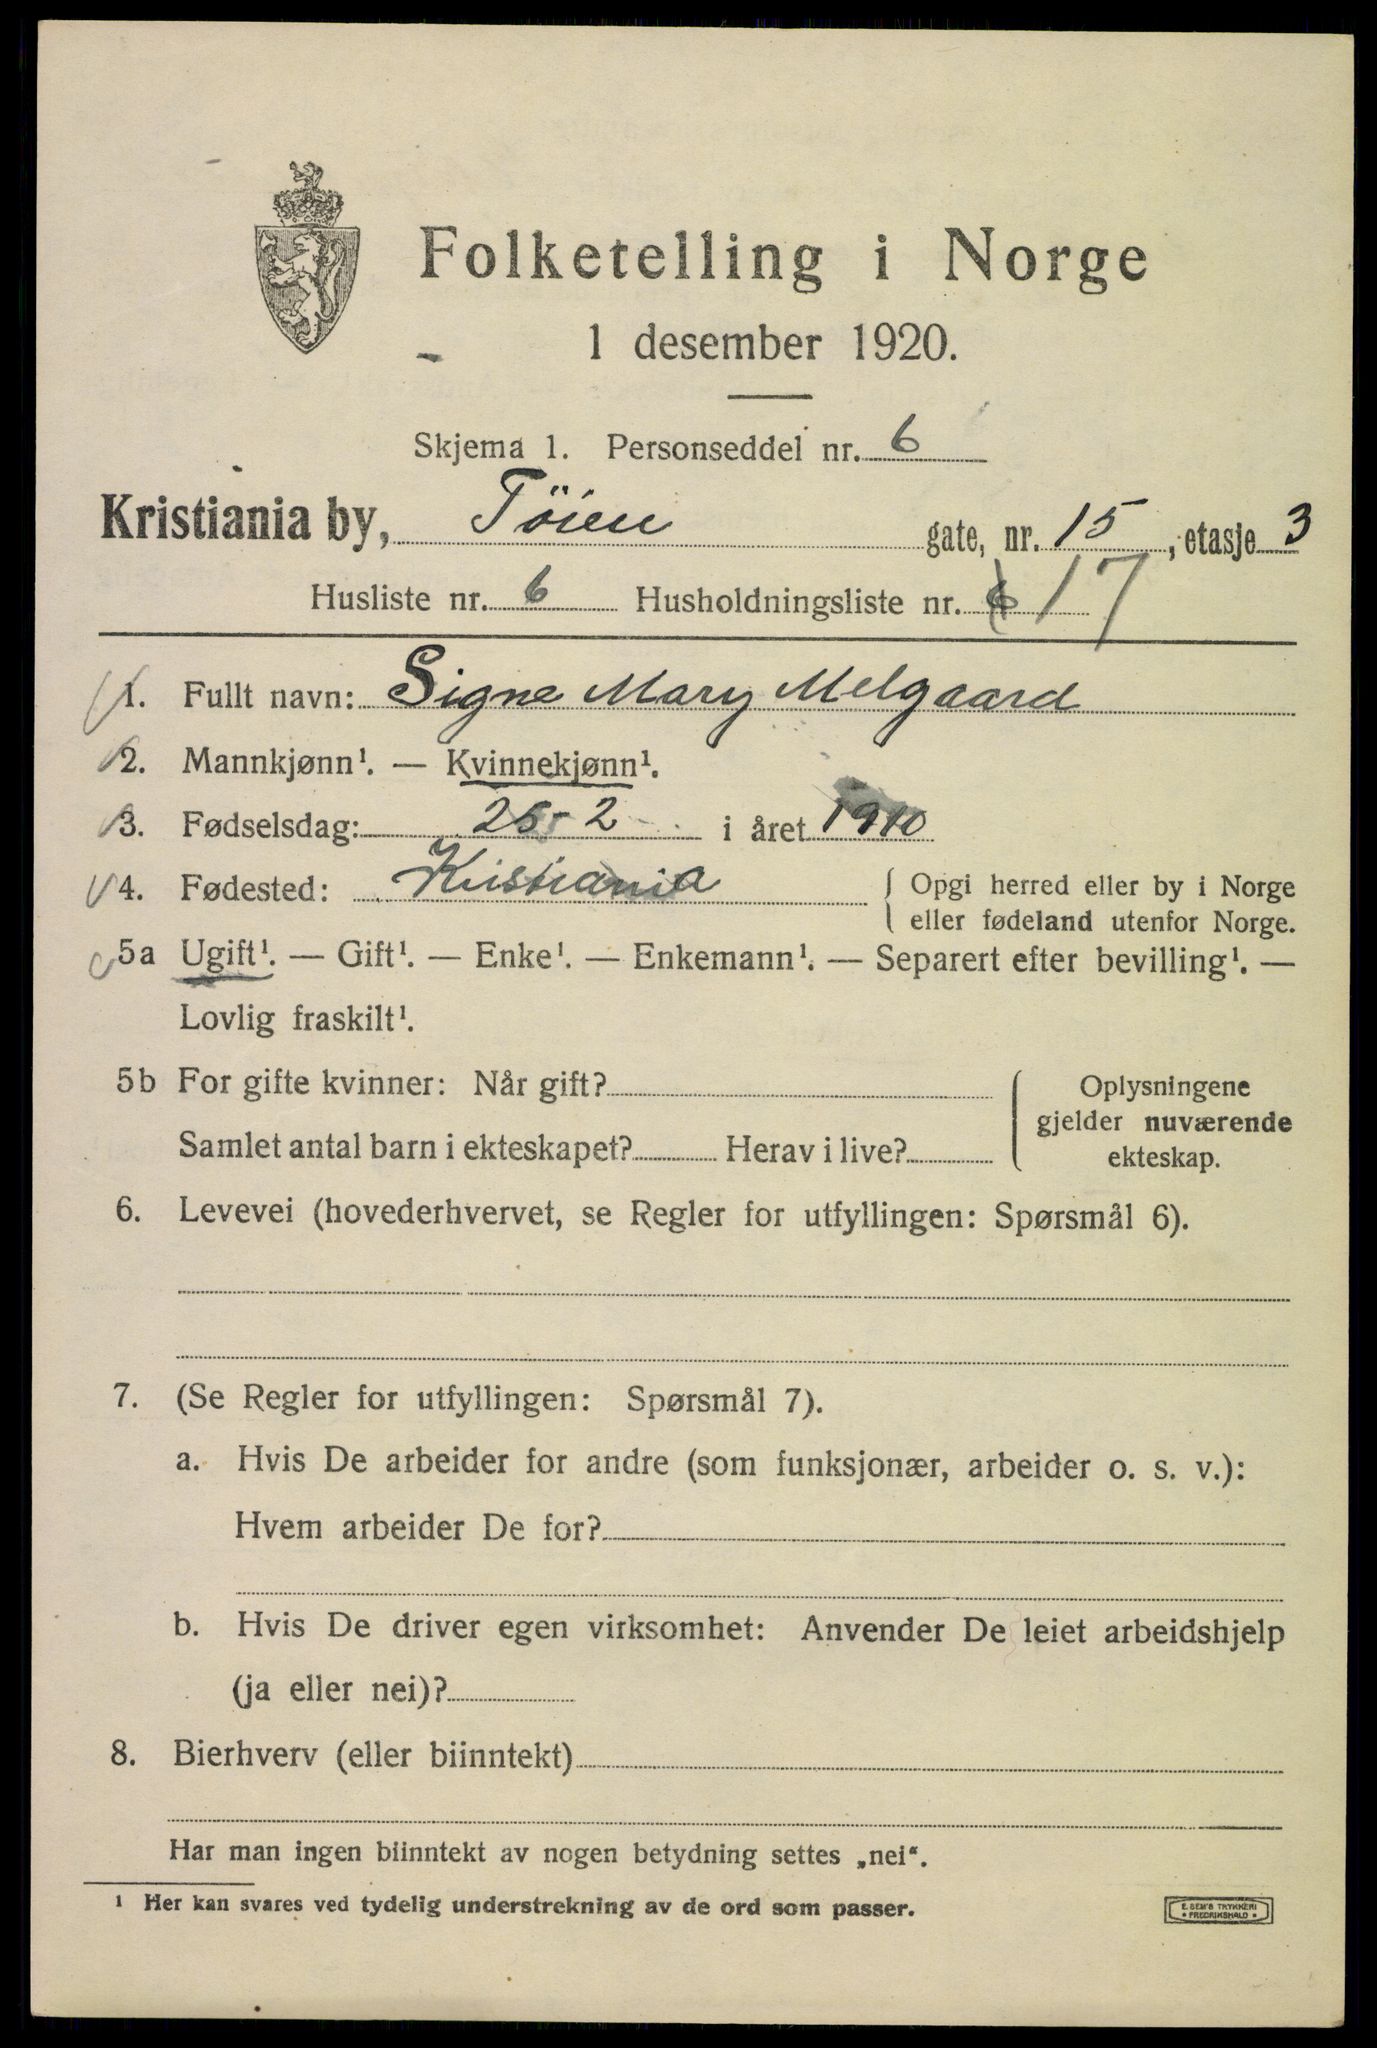 Folketelling i Norge
1 desember 1920.
Skjema 1. Personseddel nr. 6
Kristiania by, Töien gate, nr. 15, etasje 3
Husliste nr. 6 Husholdningsliste nr. 6 17
1. Fullt navn: Signe Mary Melgaard
2. Mannkjønn¹. — Kvinnekjønn¹.
3. Fødselsdag: 26-2 i året 1910
4. Fødested: Kristiania { Opgi herred eller by i Norge
eller fødeland utenfor Norge.
5a Ugift¹. — Gift¹. — Enke¹. — Enkemann¹. — Separert efter bevilling¹. —
Lovlig fraskilt¹.
5b For gifte kvinner: Når gift? Oplysningene
gjelder nuværende
Samlet antal barn i ekteskapet? Herav i live? ekteskap.
6. Levevei (hovederhvervet, se Regler for utfyllingen: Spørsmål 6).
7. (Se Regler for utfyllingen: Spørsmål 7).
a. Hvis De arbeider for andre (som funksjonær, arbeider o. s. v.):
Hvem arbeider De for?
b. Hvis De driver egen virksomhet: Anvender De leiet arbeidshjelp
(ja eller nei)?
8. Bierhverv (eller biinntekt)
Har man ingen biinntekt av nogen betydning settes „nei“.
¹ Her kan svares ved tydelig understrekning av de ord som passer.
E. SEM'S TRYKKERI
• FREDRIKSHALD •